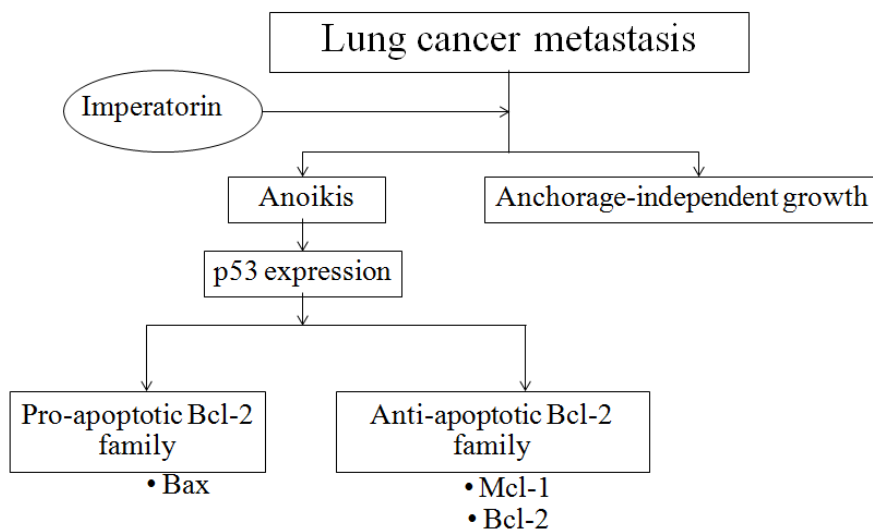 Lung cancer metastasis
Imperatorin
Anoikis
Anchorage-independent growth
p53 expression
Pro-apoptotic Bcl-2
family
• Bax
Anti-apoptotic Bcl-2
family
• Mcl-1
• Bcl-2